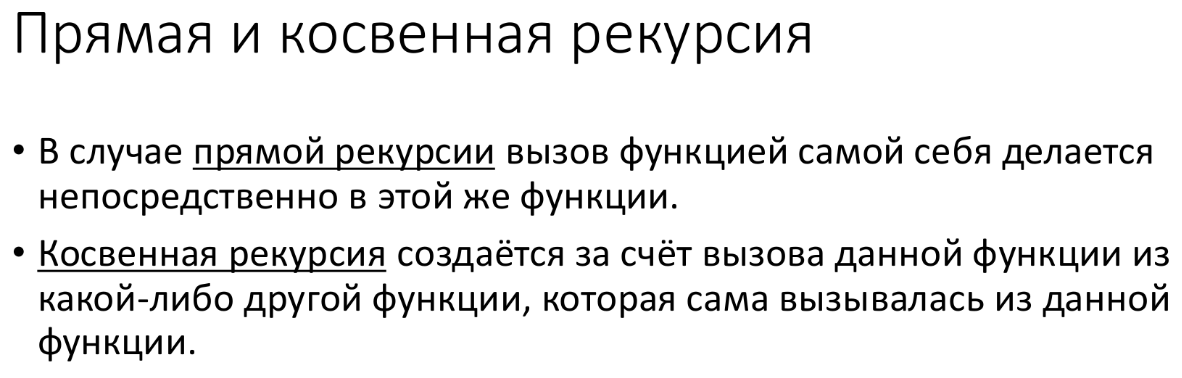 Прямая и косвенная рекурсия
• В случае прямой рекурсии вызов функцией самой себя делается
непосредственно в этой же функции.
• Косвенная рекурсия создаётся за счёт вызова данной функции из
какой-либо другой функции, которая сама вызывалась из данной
функции.